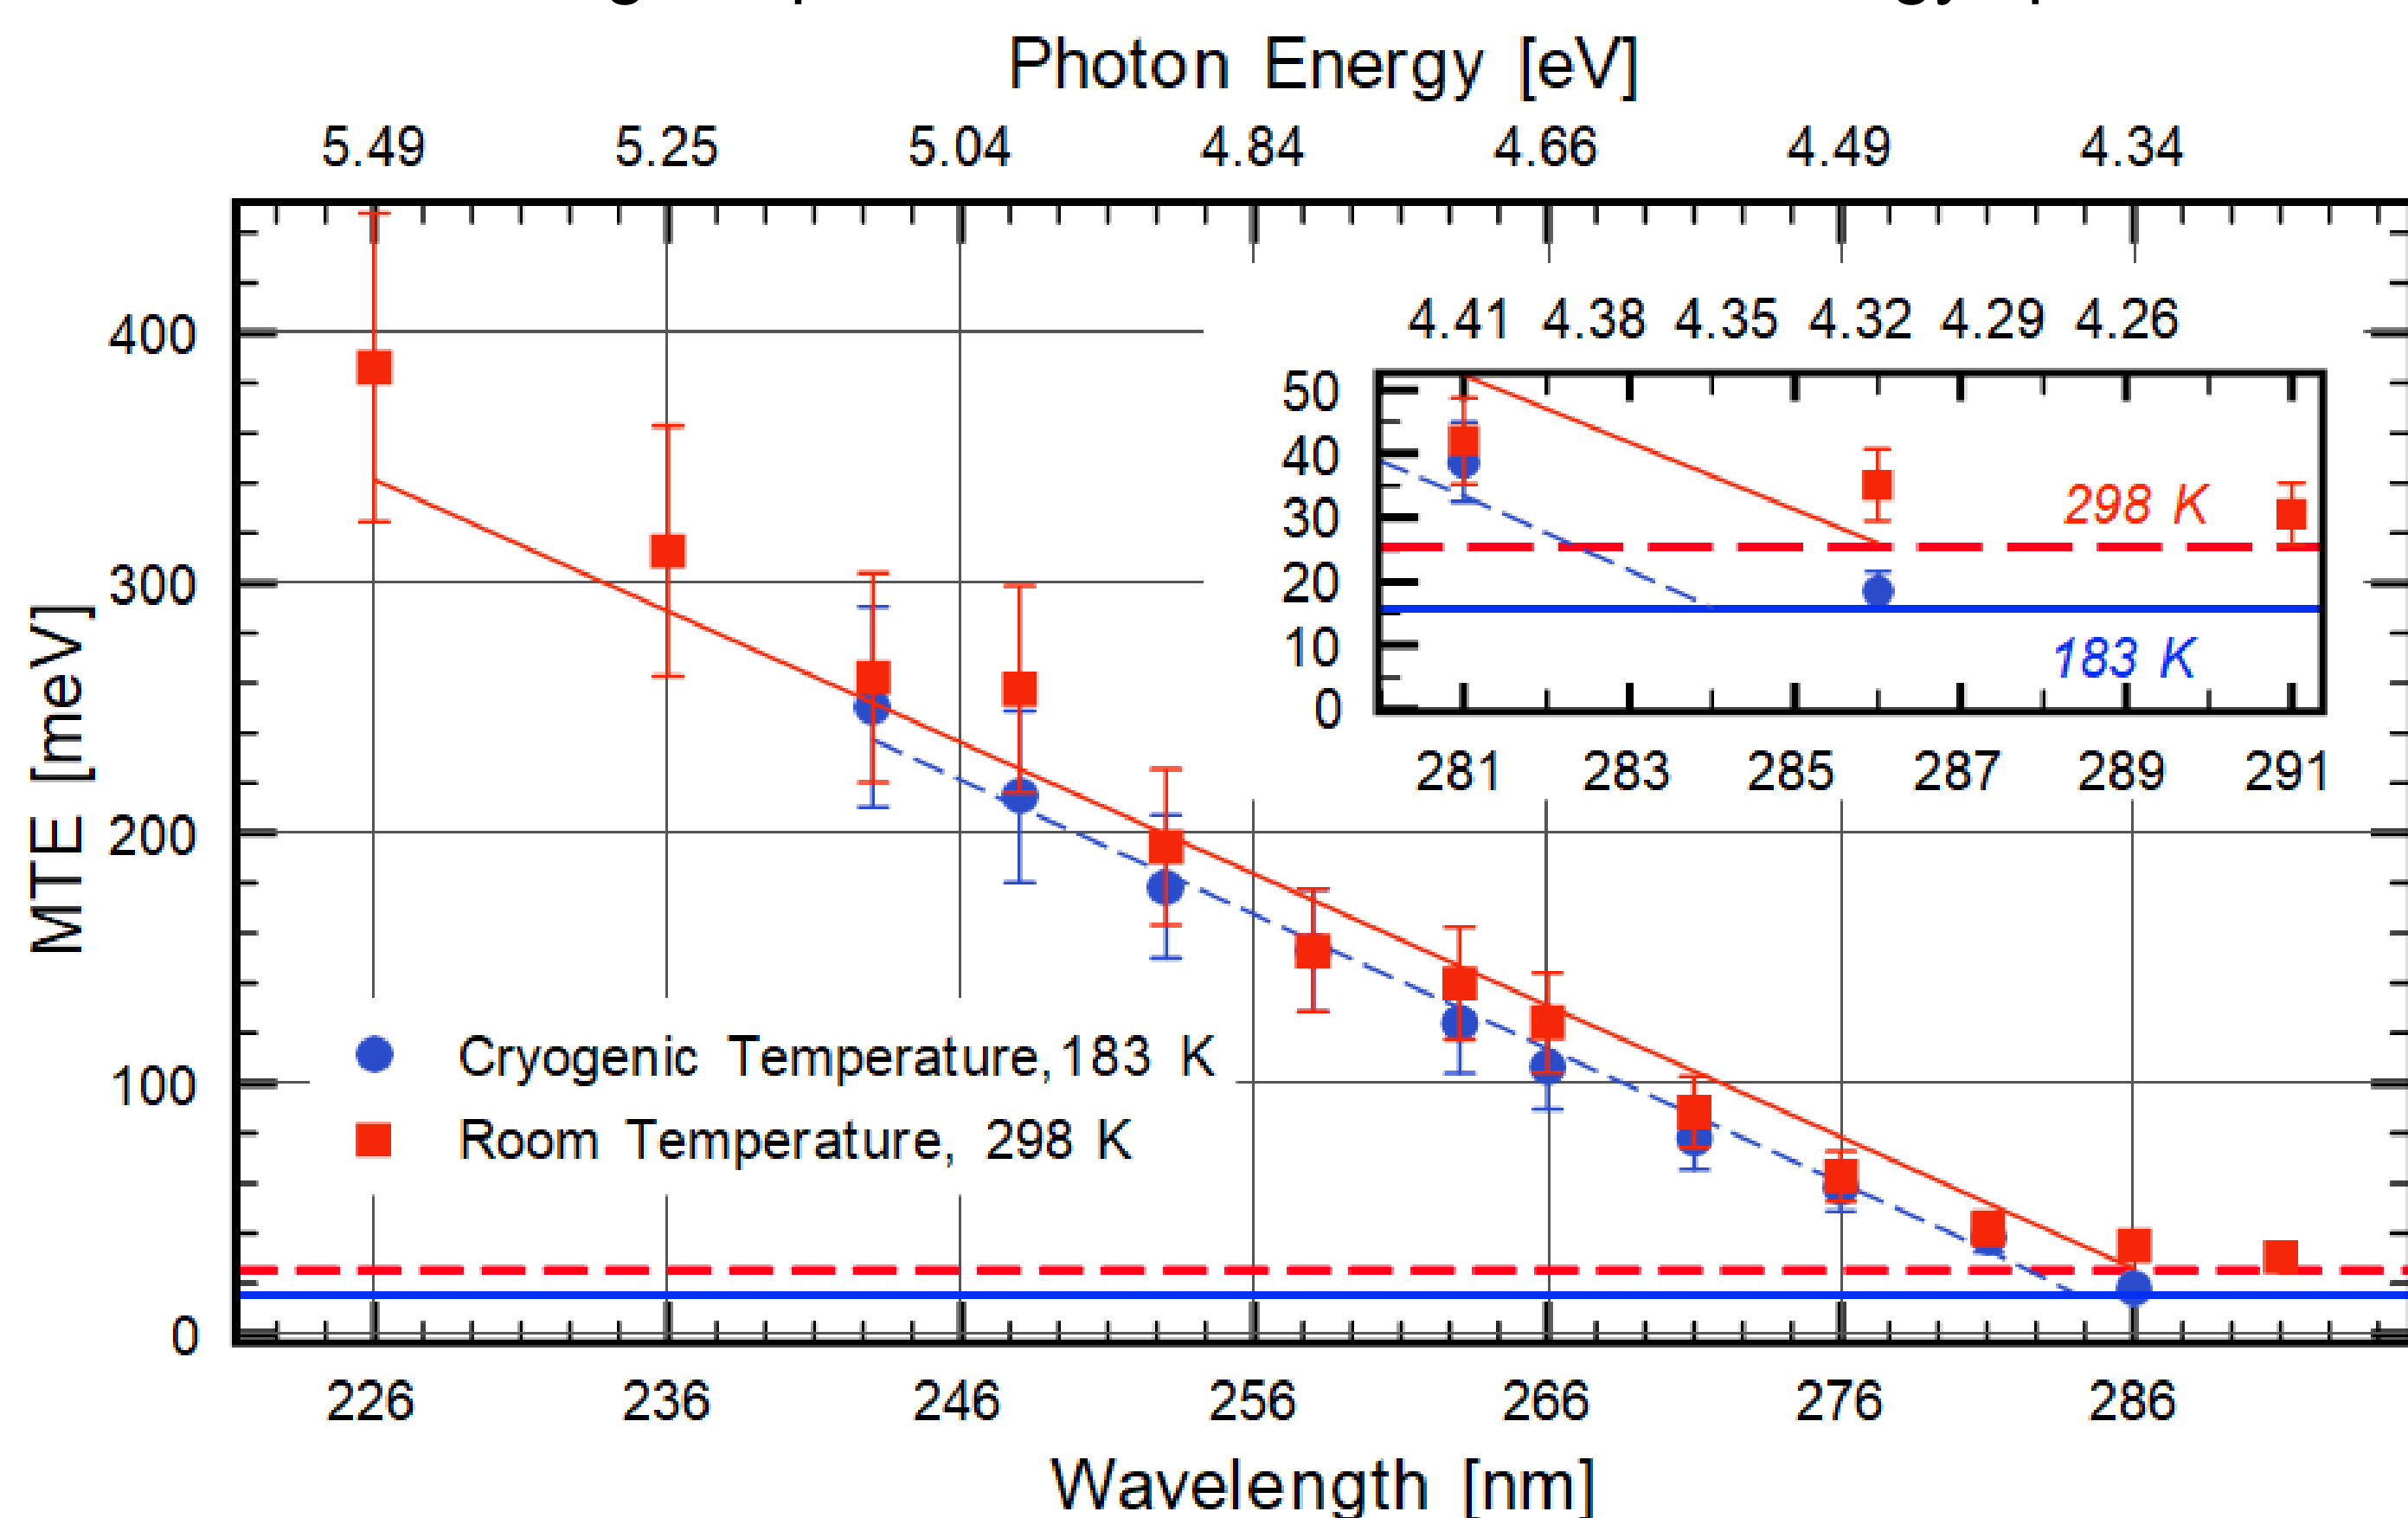 Photon Energy [eV]
5.49 5.25 5.04 4.84 4.66 4.49 4.34
400
300
200
100
0
MTE [meV]
4.41 4.38 4.35 4.32 4.29 4.26
50
40
30
20
10
0
298 K
183 K
281 283 285 287 289 291
Cryogenic Temperature,183 K
Room Temperature, 298 K
226 236 246 256 266 276 286
Wavelength [nm]